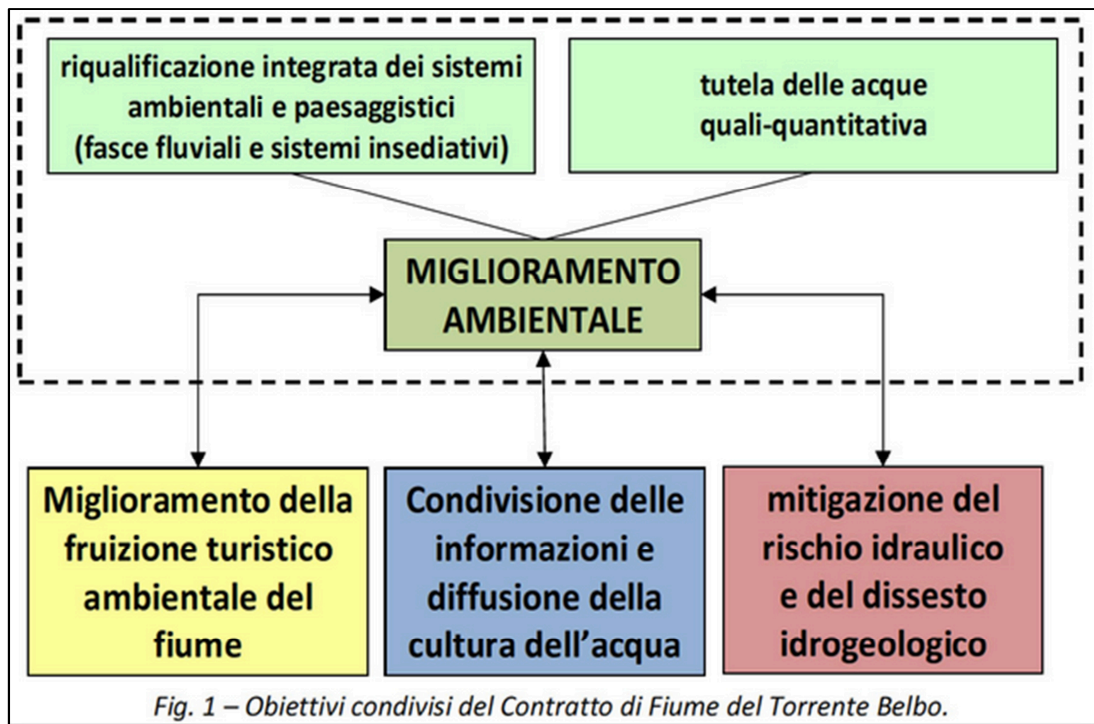 riqualificazione integrata dei sistemi
ambientali e paesaggistici
(fasce fluviali e sistemi insediativi)
tutela delle acque
quali-quantitativa
MIGLIORAMENTO
AMBIENTALE
Miglioramento della
fruizione turistico
ambientale del
fiume
Condivisione delle
informazioni e
diffusione della
cultura dell'acqua
mitigazione del
rischio idraulico
e del dissesto
idrogeologico
Fig. 1 – Obiettivi condivisi del Contratto di Fiume del Torrente Belbo.